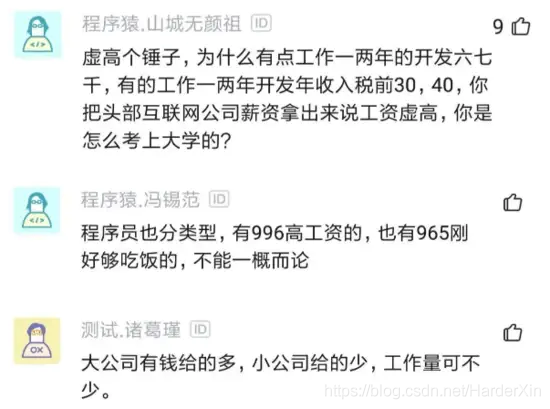 程序猿.山城无颜祖 ID
9
虚高个锤子，为什么有点工作一两年的开发六七
千，有的工作一两年开发年收入税前30，40，你
把头部互联网公司薪资拿出来说工资虚高，你是
怎么考上大学的?
程序猿.冯锡范 ID
程序员也分类型，有996高工资的，也有965刚
好够吃饭的，不能一概而论
测试.诸葛瑾 ID
OX
大公司有钱给的多，小公司给的少，工作量可不
少。
https://blog.csdn.net/HarderXin